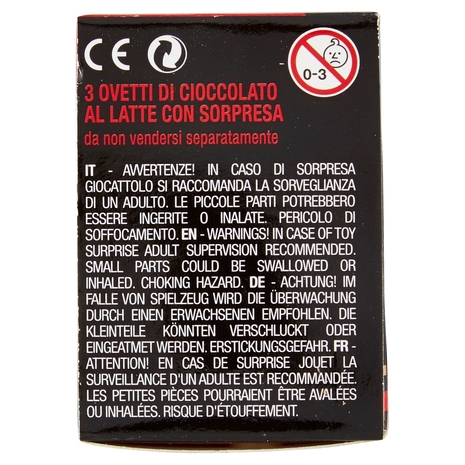 CE
0-3
3 OVETTI DI CIOCCOLATO
AL LATTE CON SORPRESA
da non vendersi separatamente
IT - AVVERTENZE! IN CASO DI SORPRESA
GIOCATTOLO SI RACCOMANDA LA SORVEGLIANZA
DI UN ADULTO. LE PICCOLE PARTI POTREBBERO
ESSERE INGERITE O INALATE. PERICOLO DI
SOFFOCAMENTO. EN - WARNINGS! IN CASE OF TOY
SURPRISE ADULT SUPERVISION RECOMMENDED.
SMALL PARTS COULD BE SWALLOWED OR
INHALED. CHOKING HAZARD. DE - ACHTUNG! IM
FALLE VON SPIELZEUG WIRD DIE ÜBERWACHUNG
DURCH EINEN ERWACHSENEN EMPFOHLEN. DIE
KLEINTEILE KÖNNTEN VERSCHLUCKT ODER
EINGEATMET WERDEN. ERSTICKUNGSGEFAHR. FR -
ATTENTION! EN CAS DE SURPRISE JOUET LA
SURVEILLANCE D'UN ADULTE EST RECOMMANDÉE.
LES PETITES PIÈCES POURRAIENT ÊTRE AVALÉES
OU INHALÉES. RISQUE D'ÉTOUFFEMENT.